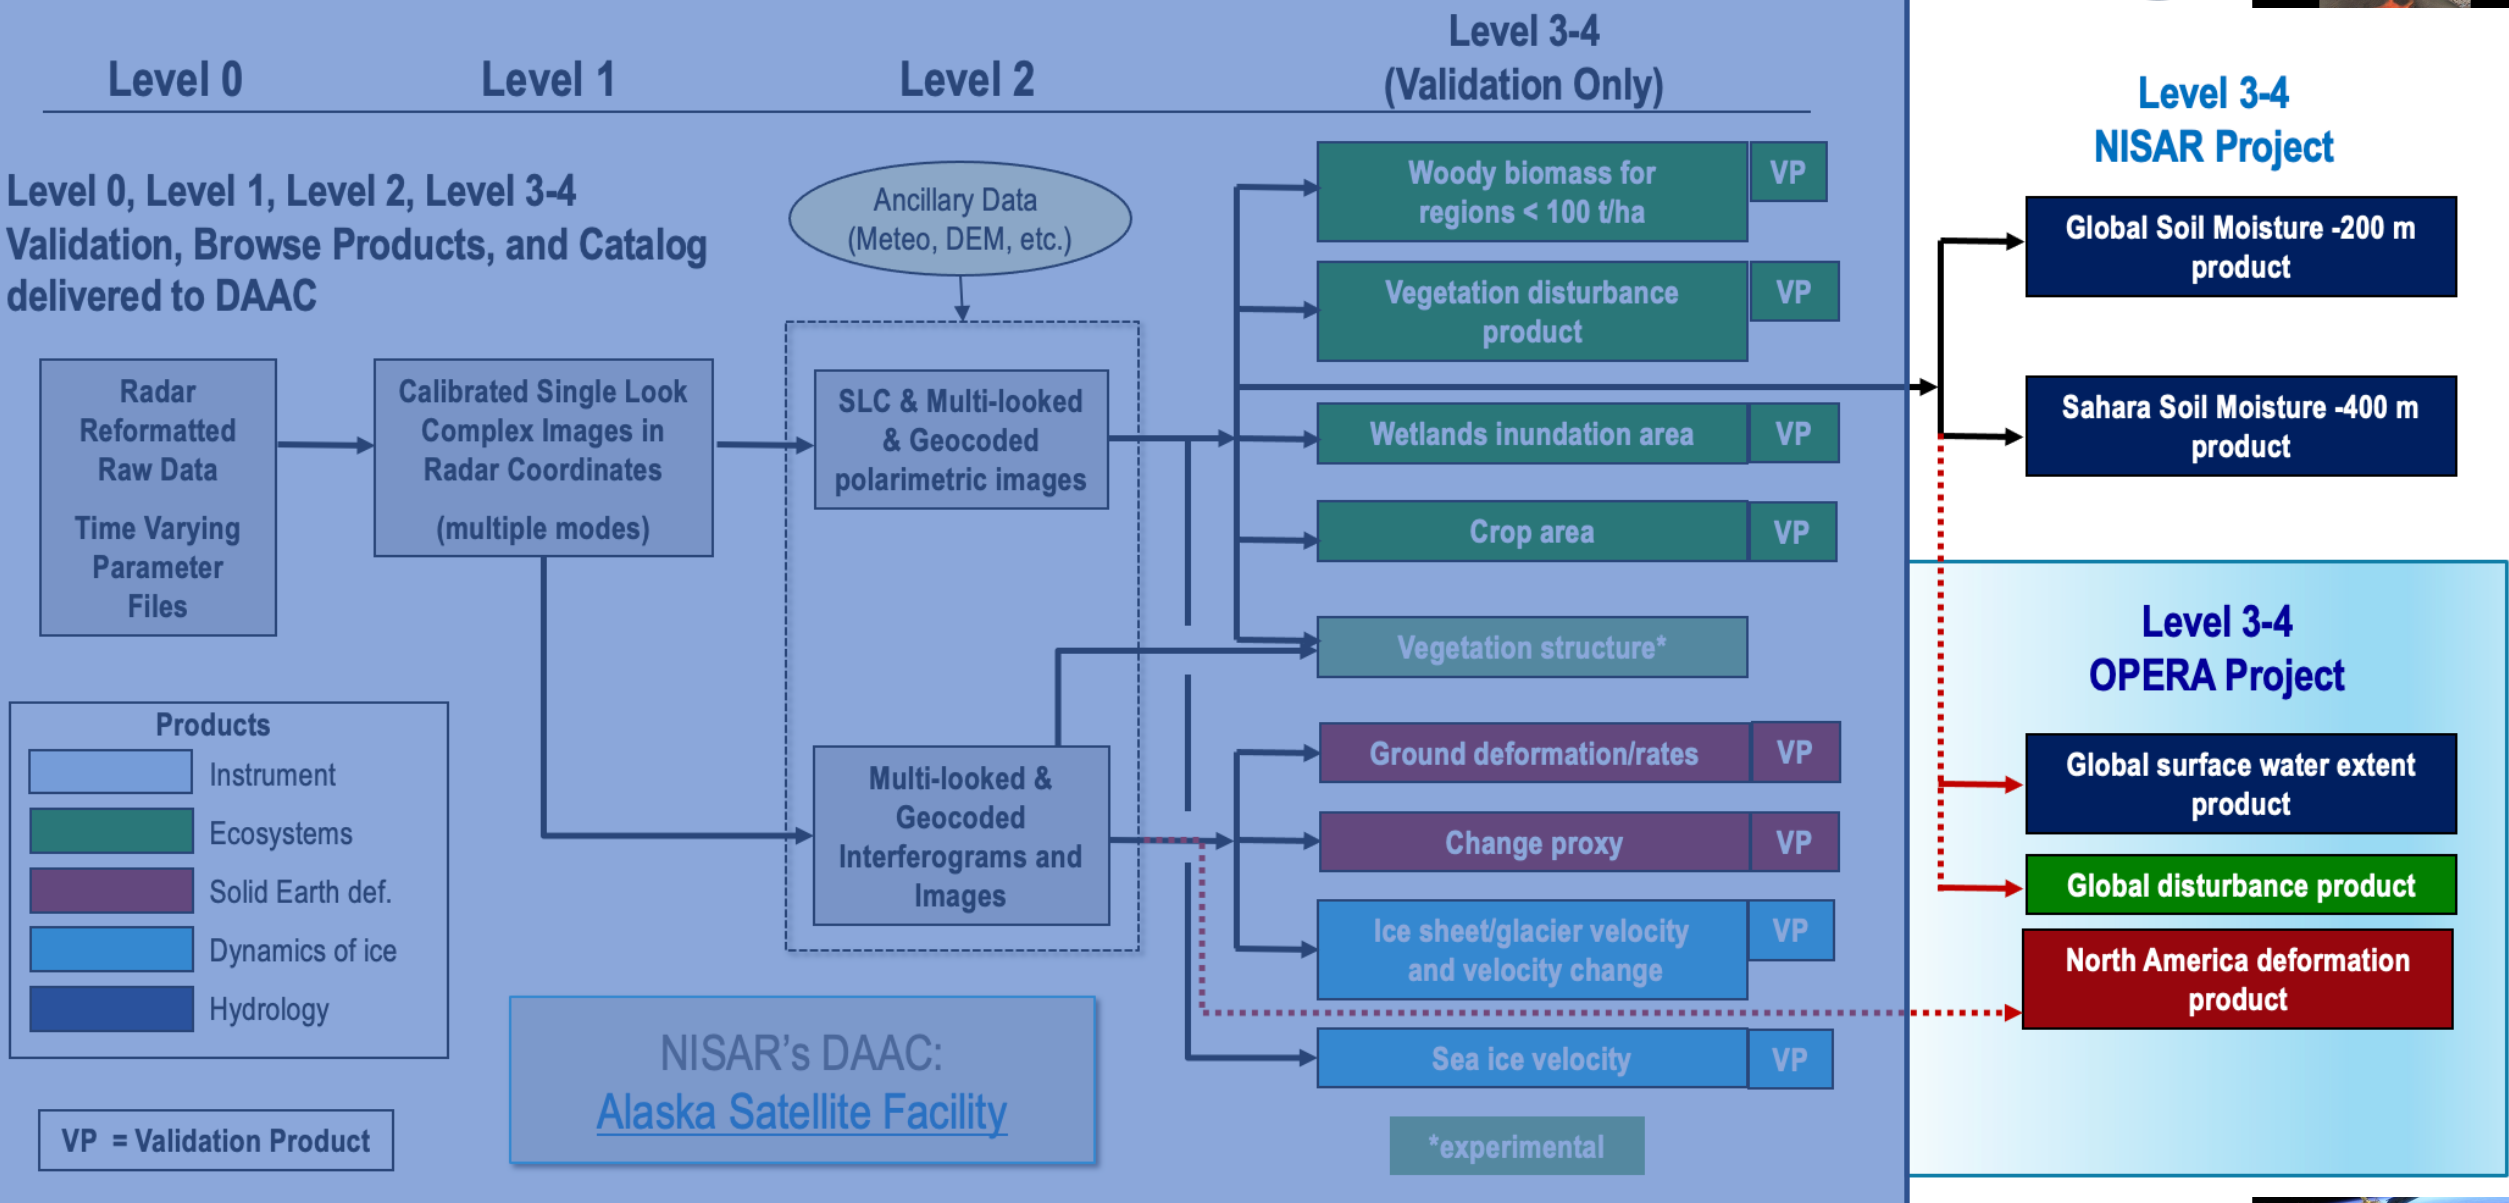 Level 0
Level 1
Level 2
Level 3-4
(Validation Only)
Level 3-4
NISAR Project
Level 0, Level 1, Level 2, Level 3-4
Validation, Browse Products, and Catalog
delivered to DAAC
Ancillary Data
(Meteo, DEM, etc.)
Radar
Reformatted
Raw Data
Time Varying
Parameter
Files
Calibrated Single Look
Complex Images in
Radar Coordinates
(multiple modes)
SLC & Multi-looked
& Geocoded
polarimetric images
Multi-looked &
Geocoded
Interferograms and
Images
Woody biomass for
regions < 100 t/ha
VP
Vegetation disturbance
product
VP
Wetlands inundation area
VP
Crop area
VP
Vegetation structure*
Ground deformation/rates
VP
Change proxy
VP
Ice sheet/glacier velocity
and velocity change
VP
Sea ice velocity
VP
*experimental
Global Soil Moisture -200 m
product
Sahara Soil Moisture -400 m
product
Level 3-4
OPERA Project
Global surface water extent
product
Global disturbance product
North America deformation
product
Products
Instrument
Ecosystems
Solid Earth def.
Dynamics of ice
Hydrology
VP = Validation Product
NISAR's DAAC:
Alaska Satellite Facility